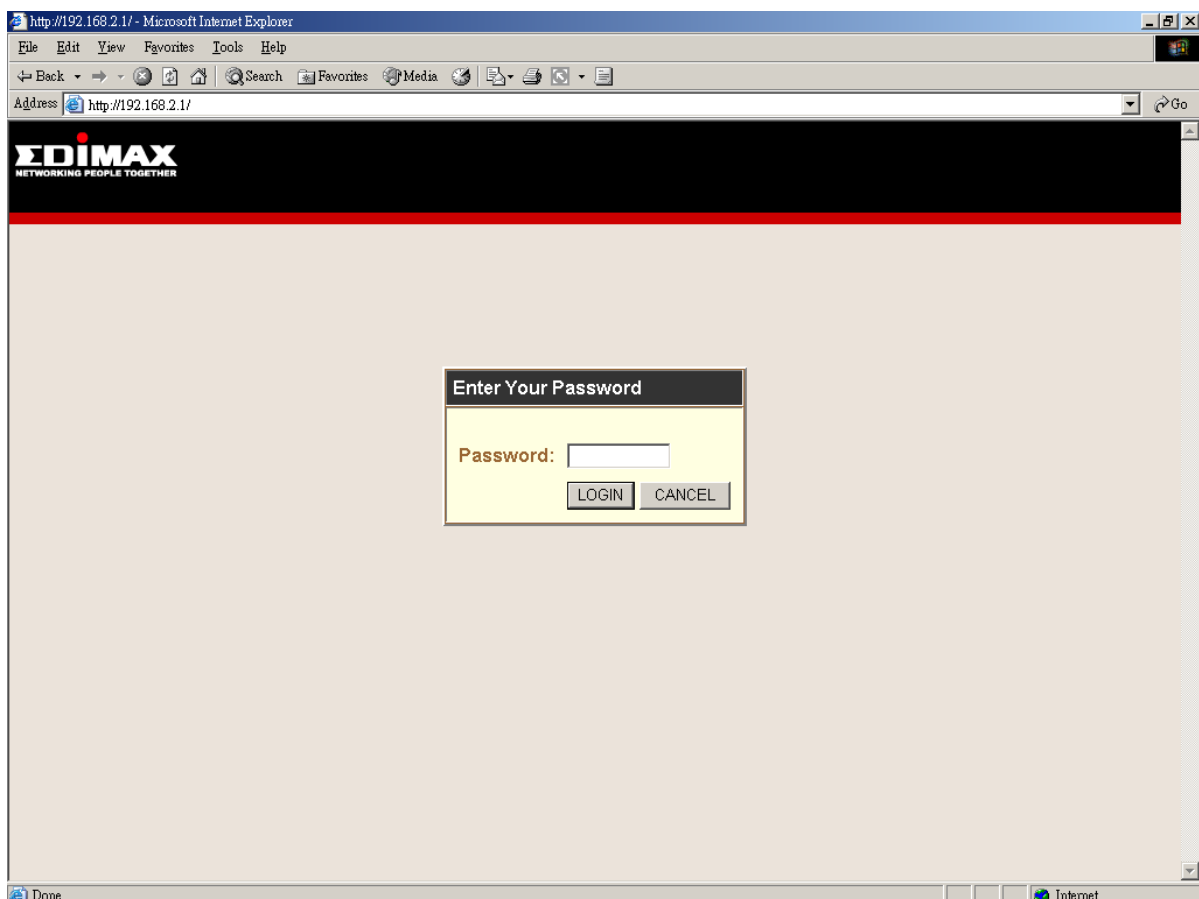 http://192.168.2.1/ - Microsoft Internet Explorer
File Edit View Favorites Tools Help
Back Search Favorites Media
Address http://192.168.2.1/ Go
EDIMAX
NETWORKING PEOPLE TOGETHER
Enter Your Password
Password:
LOGIN CANCEL
Done Internet